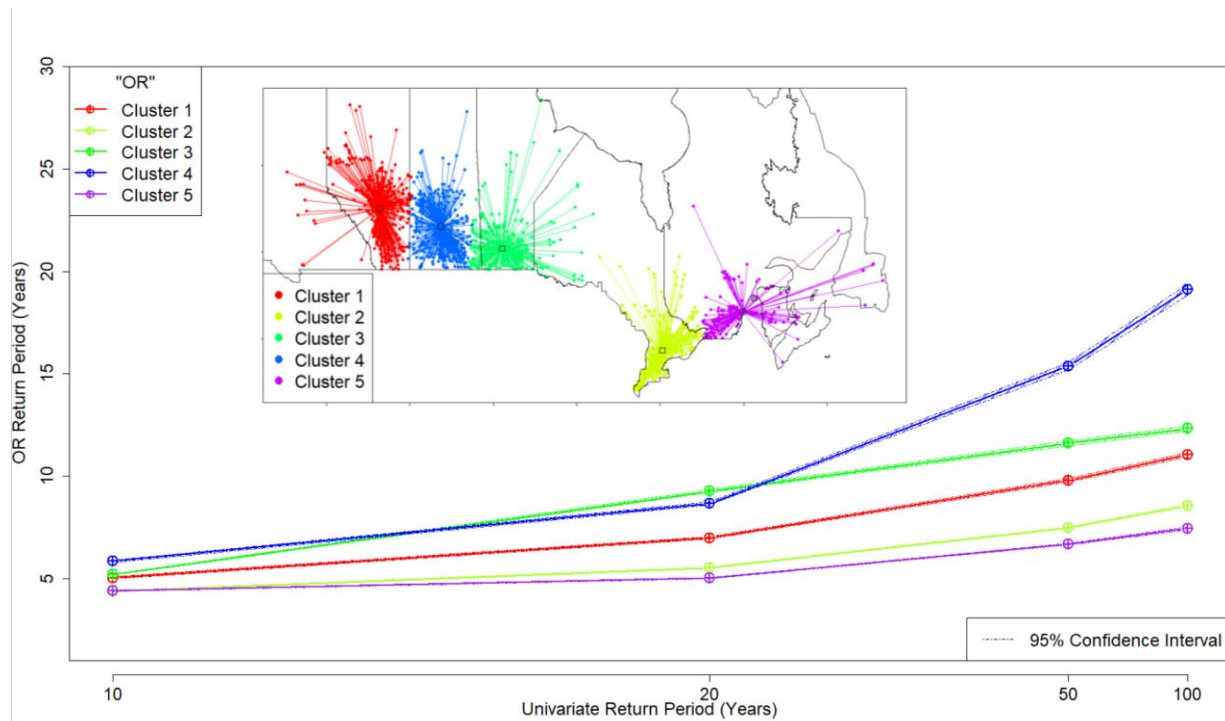 30
25
20
15
10
5
OR Return Period (Years)
"OR"
Cluster 1
Cluster 2
Cluster 3
Cluster 4
Cluster 5
Cluster 1
Cluster 2
Cluster 3
Cluster 4
Cluster 5
95% Confidence Interval
10
20
50
100
Univariate Return Period (Years)